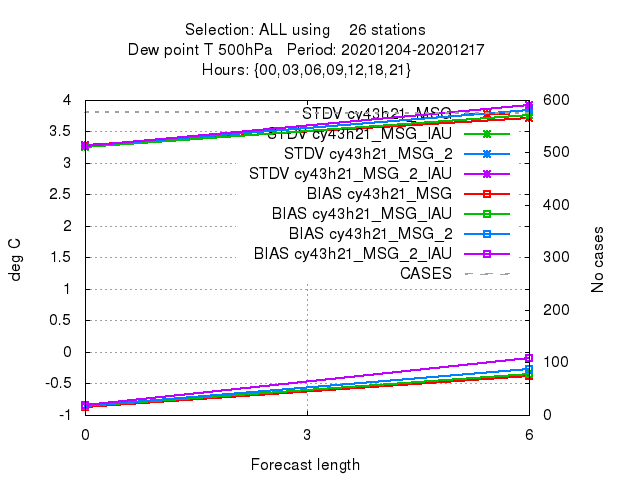 Selection: ALL using    26 stations
Dew point T 500hPa   Period: 20201204-20201217
Hours: {00,03,06,09,12,18,21}
4
3.5
3
2.5
2
1.5
1
0.5
0
-0.5
-1
deg C
STDV cy43h21_MSG
STDV cy43h21_MSG_IAU
STDV cy43h21_MSG_2
STDV cy43h21_MSG_2_IAU
BIAS cy43h21_MSG
BIAS cy43h21_MSG_IAU
BIAS cy43h21_MSG_2
BIAS cy43h21_MSG_2_IAU
CASES
600
500
400
300
200
100
0
No cases
0 3 6
Forecast length